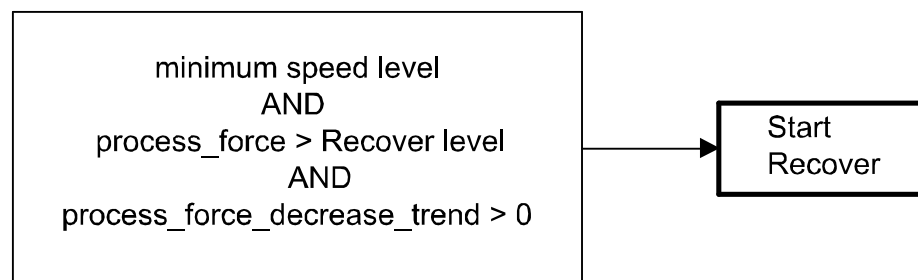 minimum speed level
AND
process_force > Recover level
AND
process_force_decrease_trend > 0
Start
Recover